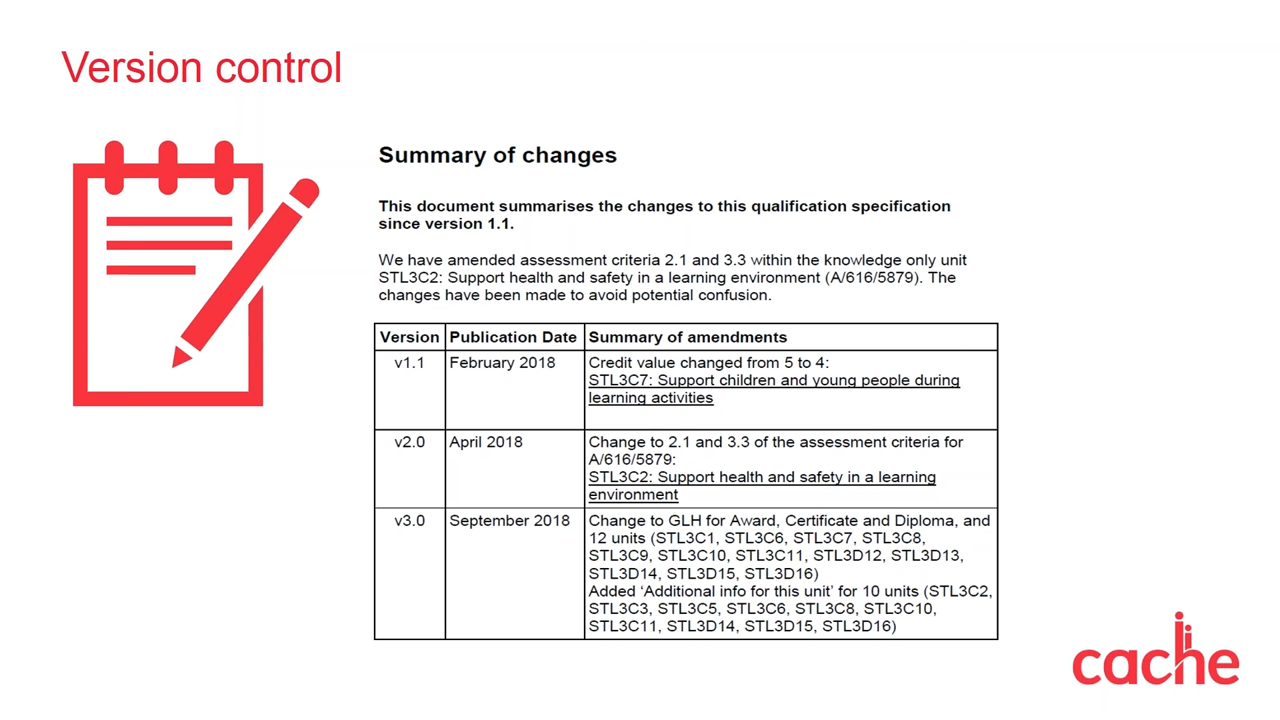 Version control
Summary of changes
This document summarises the changes to this qualification specification
since version 1.1.
We have amended assessment criteria 2.1 and 3.3 within the knowledge only unit
STL3C2: Support health and safety in a learning environment (A/616/5879). The
changes have been made to avoid potential confusion.
Version Publication Date Summary of amendments
v1.1 February 2018 Credit value changed from 5 to 4:
STL3C7: Support children and young people during
learning activities
v2.0 April 2018 Change to 2.1 and 3.3 of the assessment criteria for
A/616/5879:
STL3C2: Support health and safety in a learning
environment
v3.0 September 2018 Change to GLH for Award, Certificate and Diploma, and
12 units (STL3C1, STL3C6, STL3C7, STL3C8,
STL3C9, STL3C10, STL3C11, STL3D12, STL3D13,
STL3D14, STL3D15, STL3D16)
Added ‘Additional info for this unit’ for 10 units (STL3C2,
STL3C3, STL3C5, STL3C6, STL3C8, STL3C10,
STL3C11, STL3D14, STL3D15, STL3D16)
cache